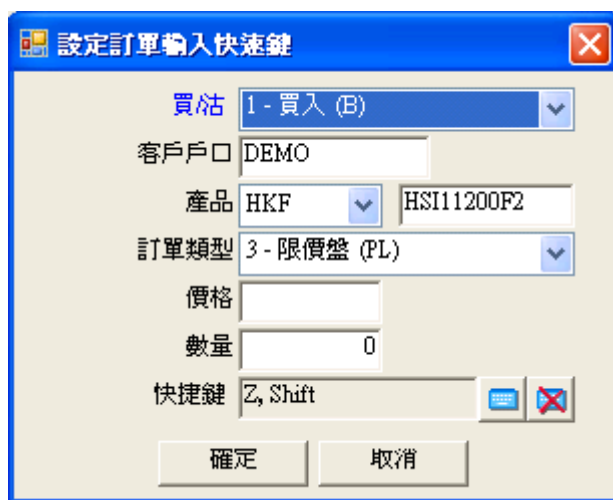 設定訂單輸入快速鍵
買/沽 1 - 買入 (B)
客戶戶口 DEMO
產品 HKF HSI11200F2
訂單類型 3 - 限價盤 (PL)
價格
數量 0
快捷鍵 Z, Shift
確定 取消